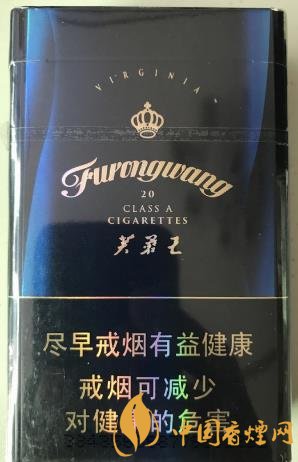 VIRGINIA
Furongwang
20
CLASS A
CIGARETTES
芙蓉王
尽早戒烟有益健康
戒烟可减少
对健康的危害
中国香烟网